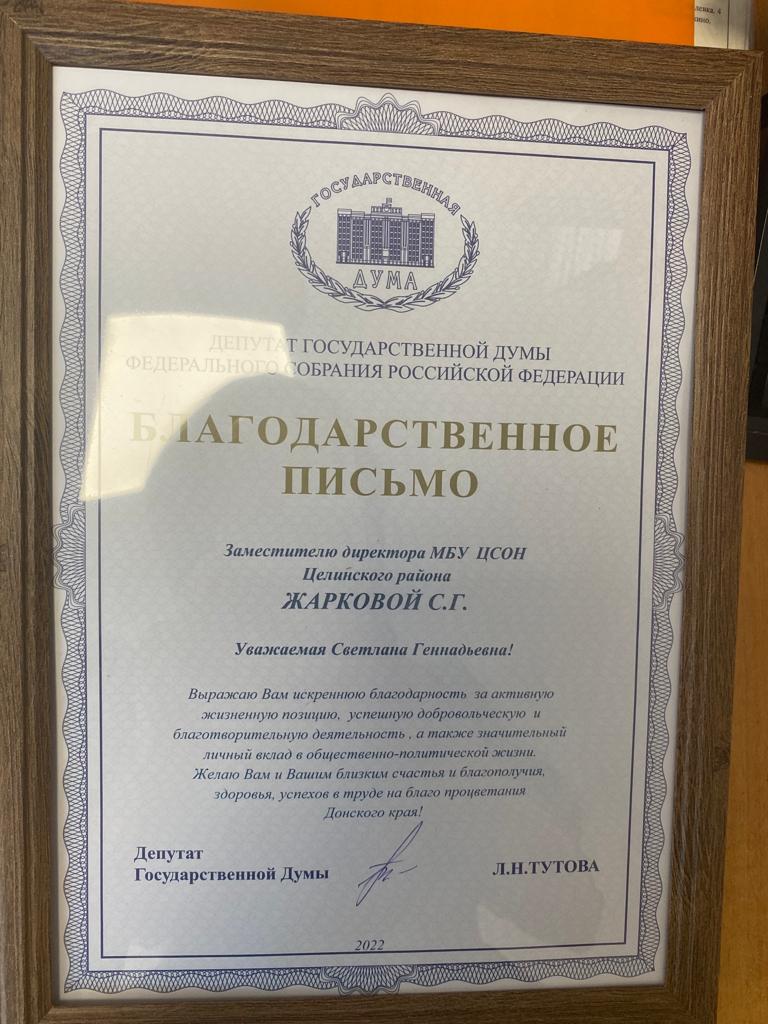 левка. 4
ГОСУДАРСТВЕННАЯ
ДУМА
ДЕПУТАТ ГОСУДАРСТВЕННОЙ ДУМЫ
ФЕДЕРАЛЬНОГО СОБРАНИЯ РОССИЙСКОЙ ФЕДЕРАЦИИ
БЛАГОДАРСТВЕННОЕ
ПИСЬМО
Заместителю директора МБУ ЦСОН
Целинского района
ЖАРКОВОЙ С.Г.
Уважаемая Светлана Геннадьевна!
Выражаю Вам искреннюю благодарность за активную
жизненную позицию, успешную добровольческую и
благотворительную деятельность , а также значительный
личный вклад в общественно-политической жизни.
Желаю Вам и Вашим близким счастья и благополучия,
здоровья, успехов в труде на благо процветания
Донского края!
Депутат
Государственной Думы Л.Н.ТУТОВА
2022